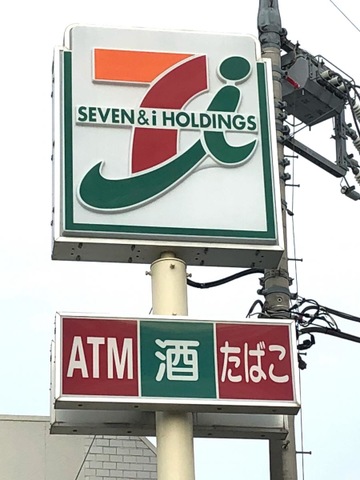 SEVEN & i HOLDINGS
ATM 酒 たばこ